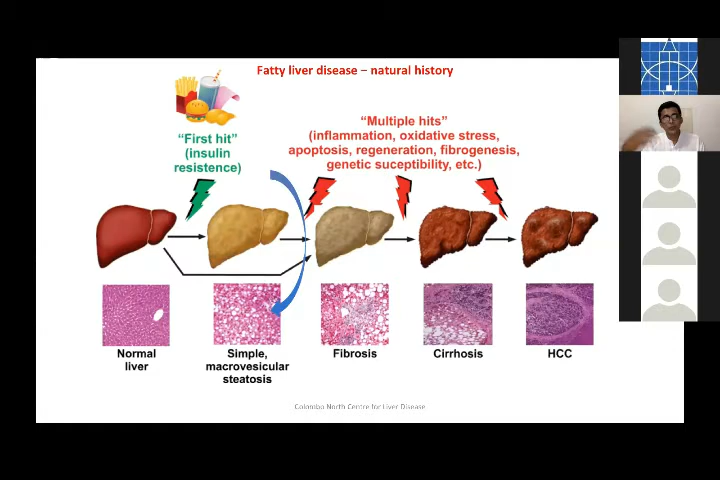 Fatty liver disease – natural history
"First hit"
(insulin
resistence)
"Multiple hits"
(inflammation, oxidative stress,
apoptosis, regeneration, fibrogenesis,
genetic suceptibility, etc.)
Normal
liver
Simple,
macrovesicular
steatosis
Fibrosis
Cirrhosis
HCC
Colombo North Centre for Liver Disease